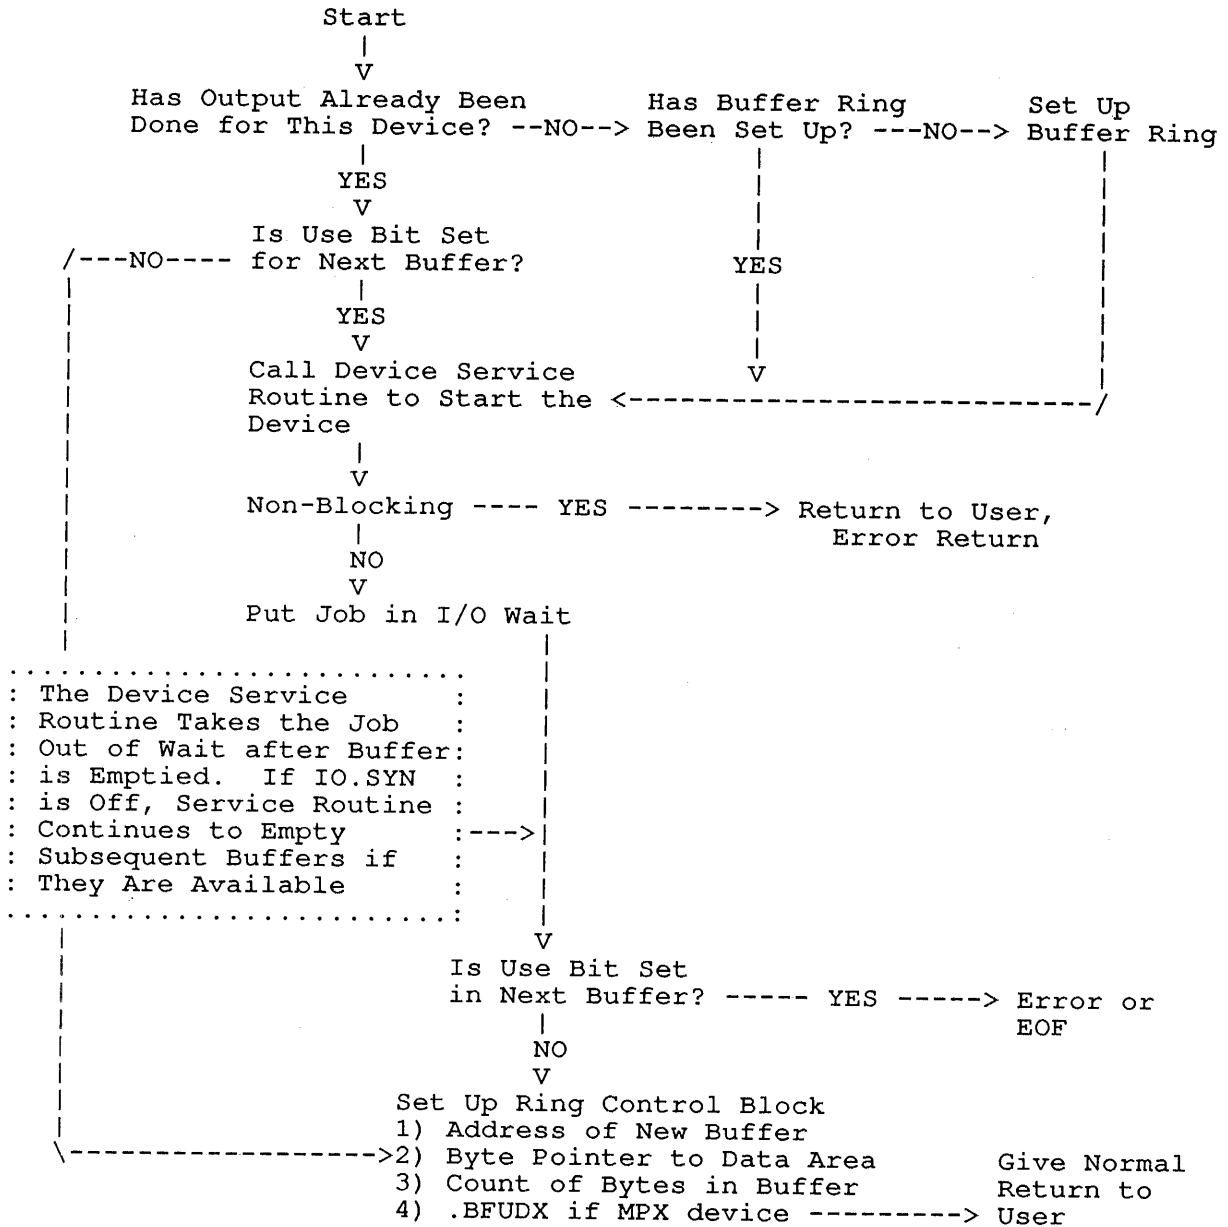 Start
|
V
Has Output Already Been Has Buffer Ring Set Up
Done for This Device? --NO--> Been Set Up? ---NO--> Buffer Ring
|
YES
V
Is Use Bit Set
/---NO---- for Next Buffer? YES
|
YES
V
Call Device Service V
Routine to Start the <----------------------------/
Device
|
V
Non-Blocking ---- YES --------> Return to User,
| Error Return
NO
V
Put Job in I/O Wait
|
...........................
: The Device Service :
: Routine Takes the Job :
: Out of Wait after Buffer:
: is Emptied. If IO.SYN :
: is Off, Service Routine :
: Continues to Empty :--->|
: Subsequent Buffers if :
: They Are Available :
..........................:
V
Is Use Bit Set
in Next Buffer? ----- YES -----> Error or
| EOF
NO
V
Set Up Ring Control Block
1) Address of New Buffer
\------------------->2) Byte Pointer to Data Area Give Normal
3) Count of Bytes in Buffer Return to
4) .BFUDX if MPX device ---------> User